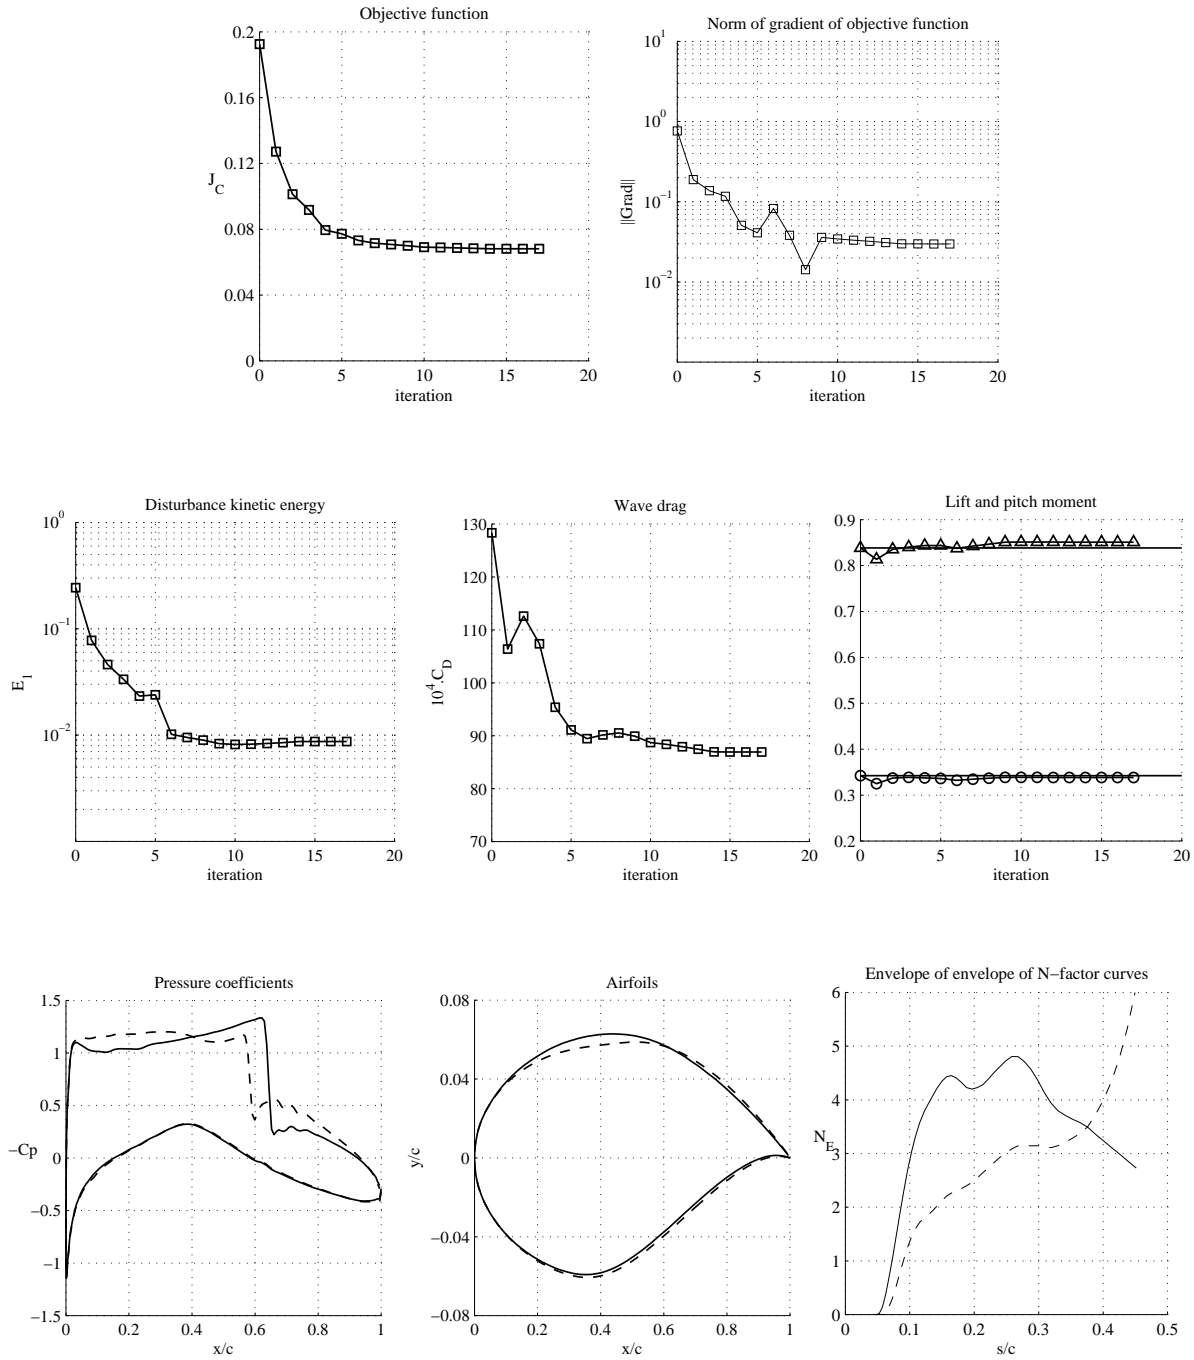 Objective function
0.2
0.16
0.12
0.08
0.04
0
J_C
0 5 10 15 20
iteration
Norm of gradient of objective function
10^1
10^0
10^−1
10^−2
||Grad||
0 5 10 15 20
iteration
Disturbance kinetic energy
10^0
10^−1
10^−2
E_1
0 5 10 15 20
iteration
Wave drag
130
120
110
100
90
80
70
10^4.C_D
0 5 10 15 20
iteration
Lift and pitch moment
0.9
0.8
0.7
0.6
0.5
0.4
0.3
0.2
0 5 10 15 20
iteration
Pressure coefficients
1.5
1
0.5
0
−0.5
−1
−1.5
−Cp
0 0.2 0.4 0.6 0.8 1
x/c
Airfoils
0.08
0.04
0
−0.04
−0.08
y/c
0 0.2 0.4 0.6 0.8 1
x/c
Envelope of envelope of N−factor curves
6
5
4
3
2
1
0
N_E
0 0.1 0.2 0.3 0.4 0.5
s/c